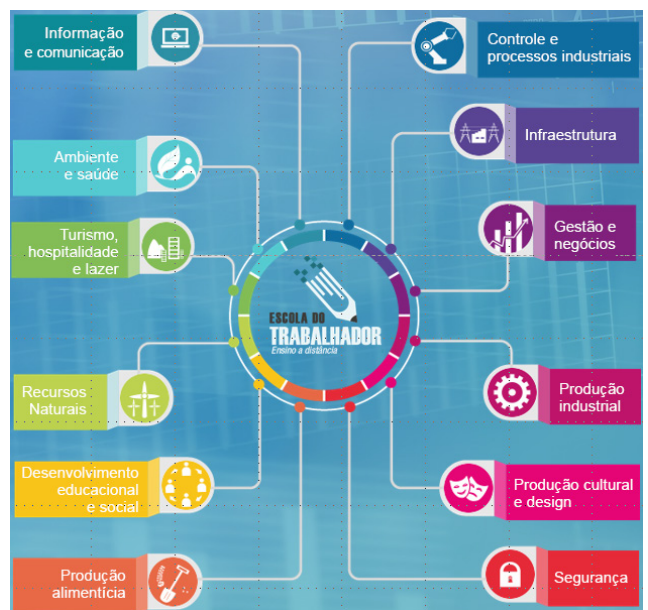 Informação
e comunicação
Controle e
processos industriais
Ambiente
e saúde
Infraestrutura
Turismo,
hospitalidade
e lazer
Gestão e
negócios
ESCOLA DO
TRABALHADOR
Ensino a distância
Recursos
Naturais
Produção
industrial
Desenvolvimento
educacional
e social
Produção cultural
e design
Produção
alimentícia
Segurança